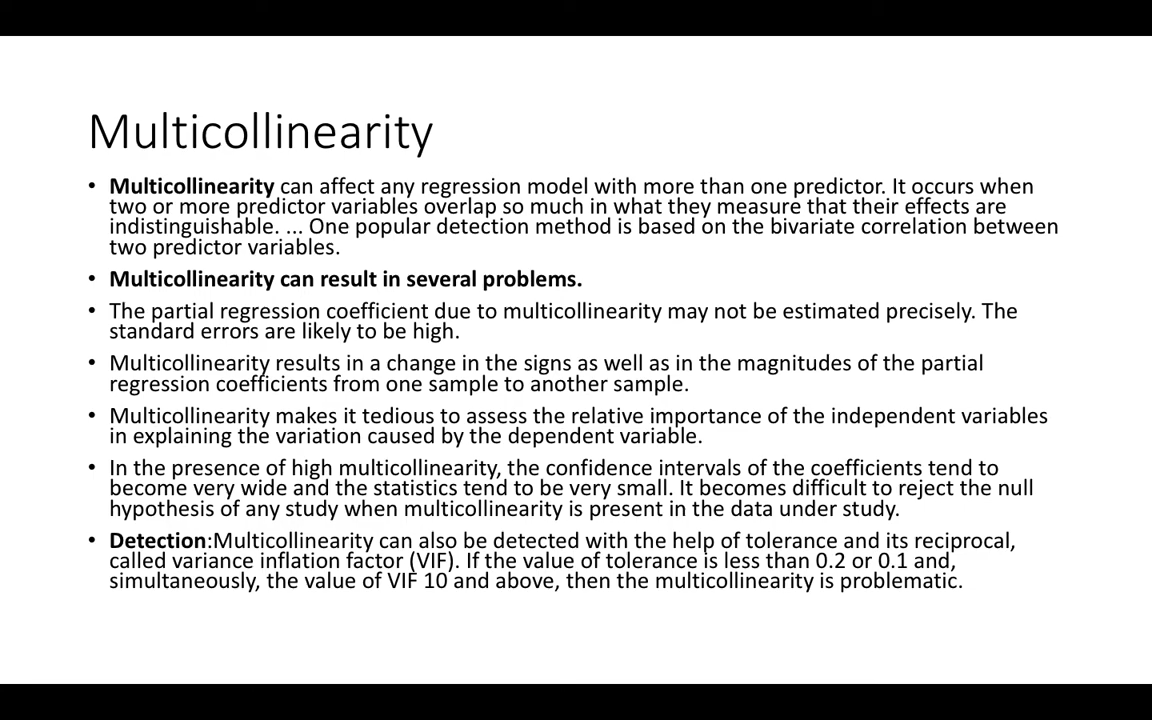 Multicollinearity
• Multicollinearity can affect any regression model with more than one predictor. It occurs when
two or more predictor variables overlap so much in what they measure that their effects are
indistinguishable. ... One popular detection method is based on the bivariate correlation between
two predictor variables.
• Multicollinearity can result in several problems.
• The partial regression coefficient due to multicollinearity may not be estimated precisely. The
standard errors are likely to be high.
• Multicollinearity results in a change in the signs as well as in the magnitudes of the partial
regression coefficients from one sample to another sample.
• Multicollinearity makes it tedious to assess the relative importance of the independent variables
in explaining the variation caused by the dependent variable.
• In the presence of high multicollinearity, the confidence intervals of the coefficients tend to
become very wide and the statistics tend to be very small. It becomes difficult to reject the null
hypothesis of any study when multicollinearity is present in the data under study.
• Detection:Multicollinearity can also be detected with the help of tolerance and its reciprocal,
called variance inflation factor (VIF). If the value of tolerance is less than 0.2 or 0.1 and,
simultaneously, the value of VIF 10 and above, then the multicollinearity is problematic.